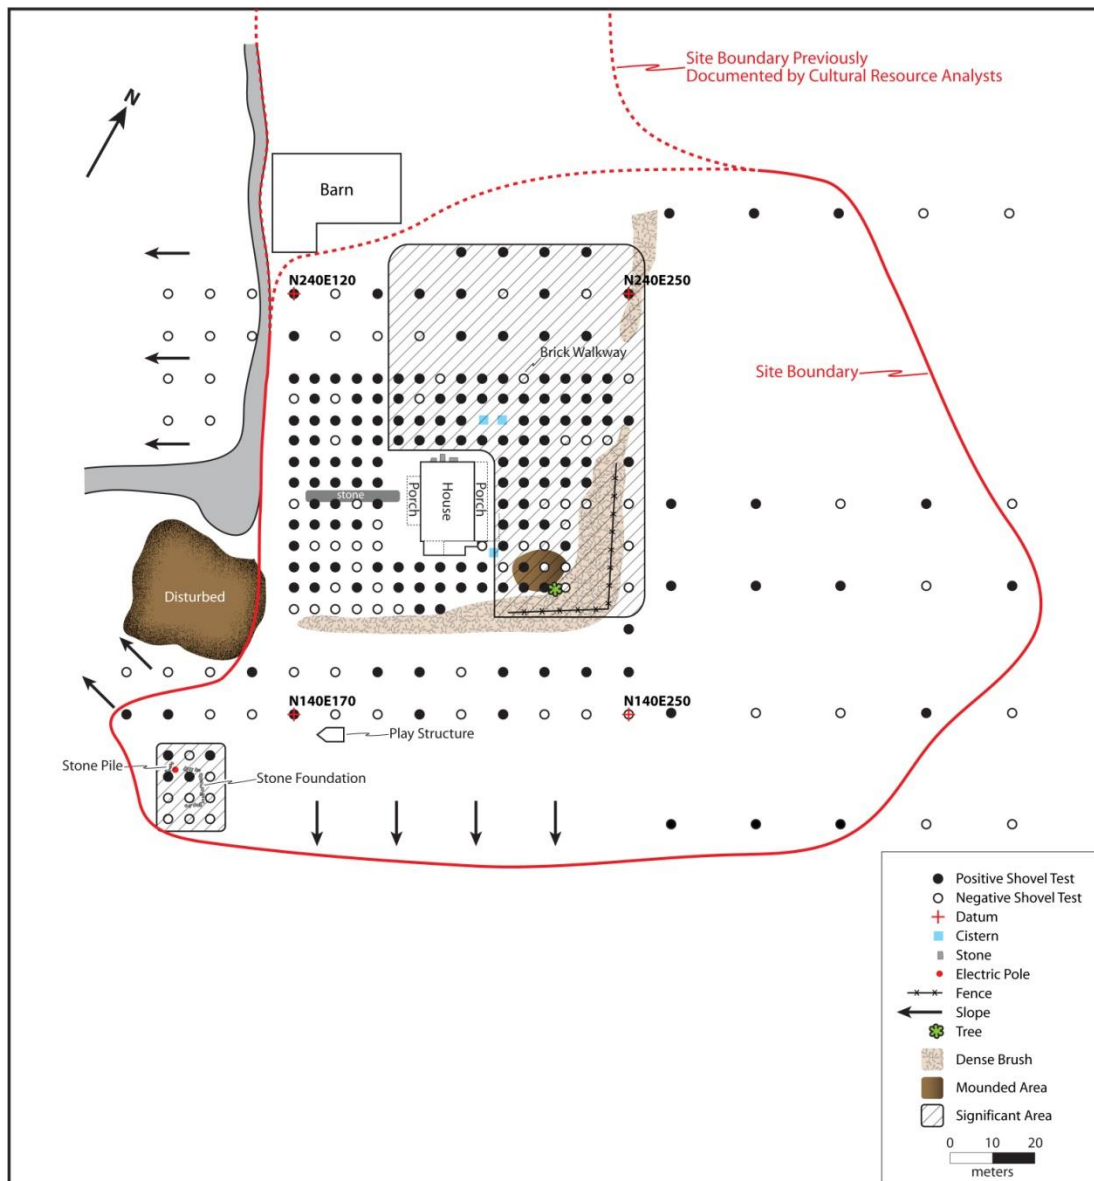 Site Boundary Previously
Documented by Cultural Resource Analysts
N
Barn
N240E120
N240E250
Brick Walkway
Site Boundary
stone
Porch
House
Porch
Disturbed
N140E170
N140E250
Play Structure
Stone Pile
Stone Foundation
Positive Shovel Test
Negative Shovel Test
Datum
Cistern
Stone
Electric Pole
Fence
Slope
Tree
Dense Brush
Mounded Area
Significant Area
0 10 20
meters